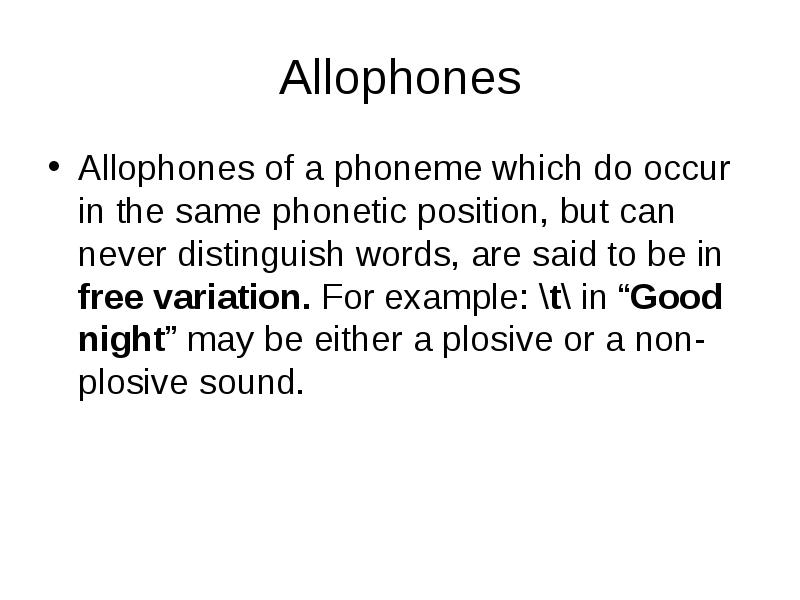 Allophones
• Allophones of a phoneme which do occur
in the same phonetic position, but can
never distinguish words, are said to be in
free variation. For example: \t\ in “Good
night” may be either a plosive or a non-
plosive sound.